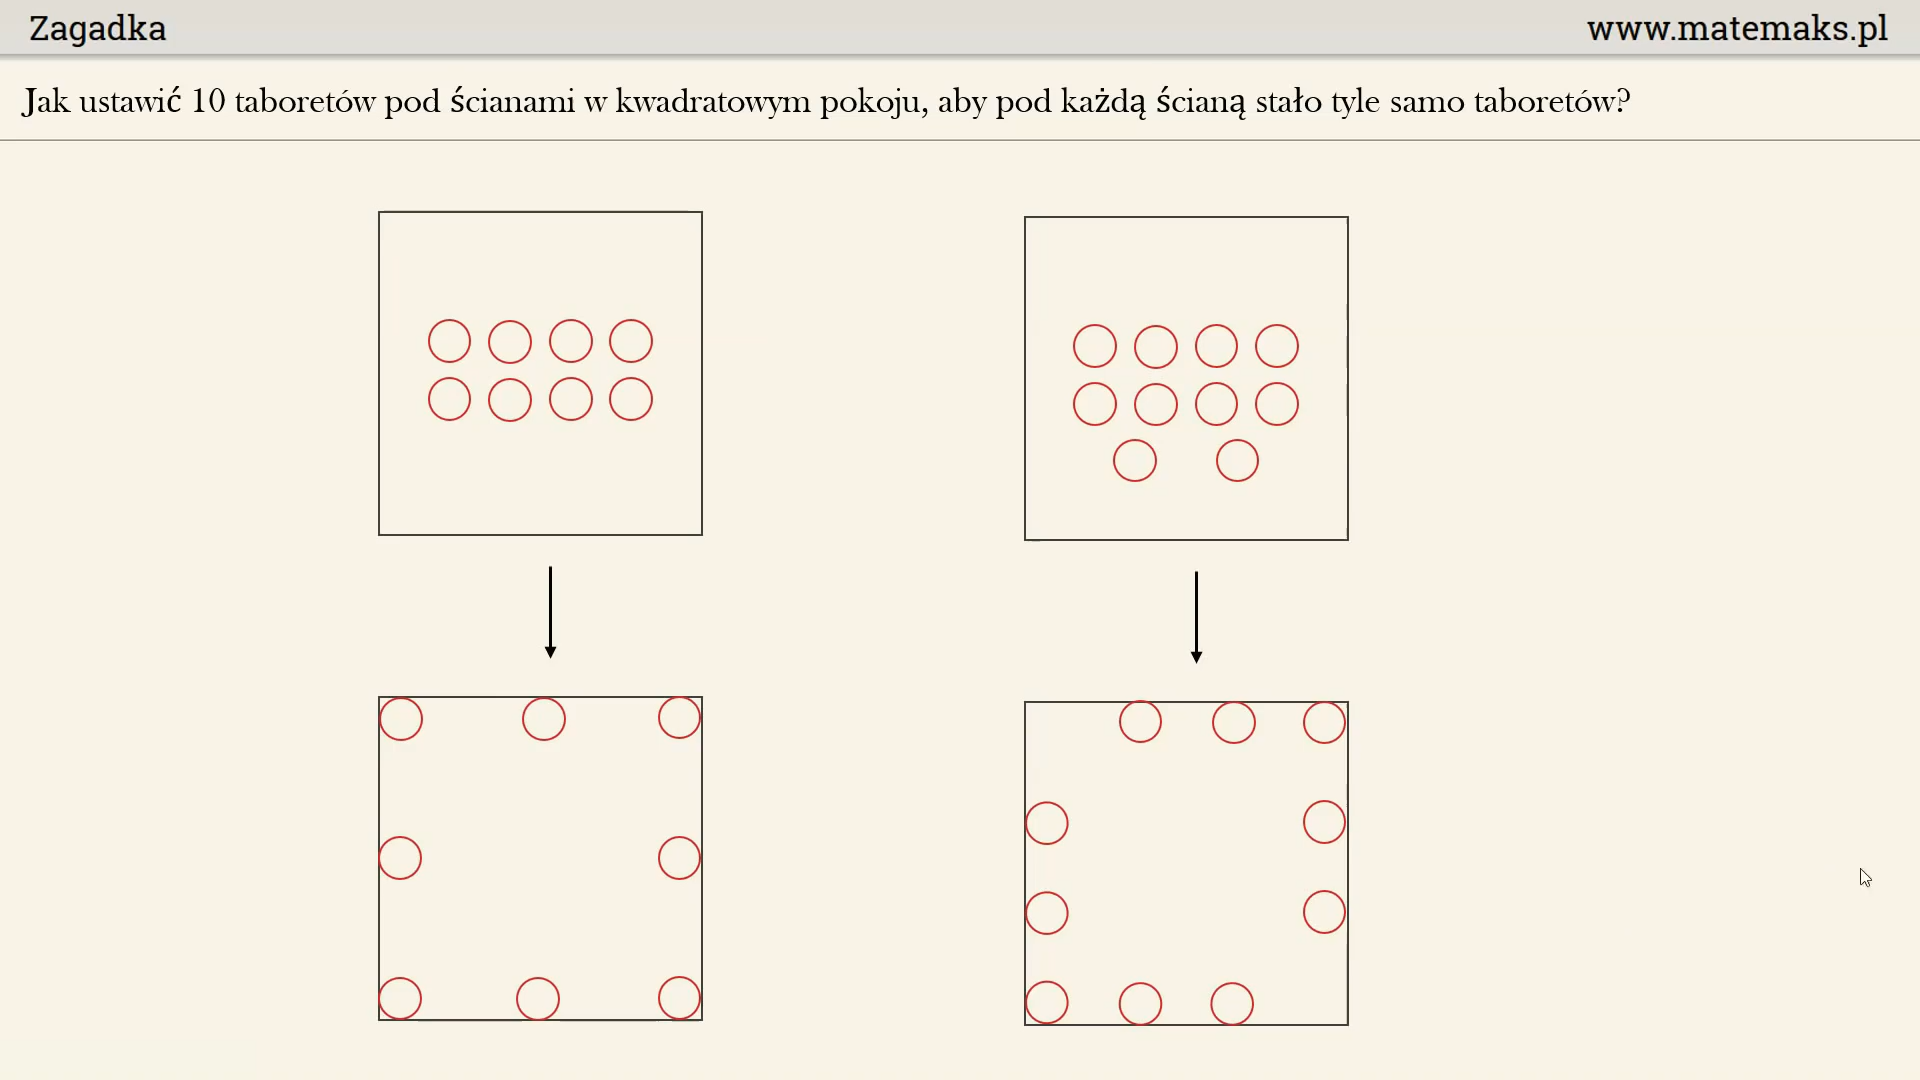 Zagadka
www.matemaks.pl
Jak ustawić 10 taboretów pod ścianami w kwadratowym pokoju, aby pod każdą ścianą stało tyle samo taboretów?